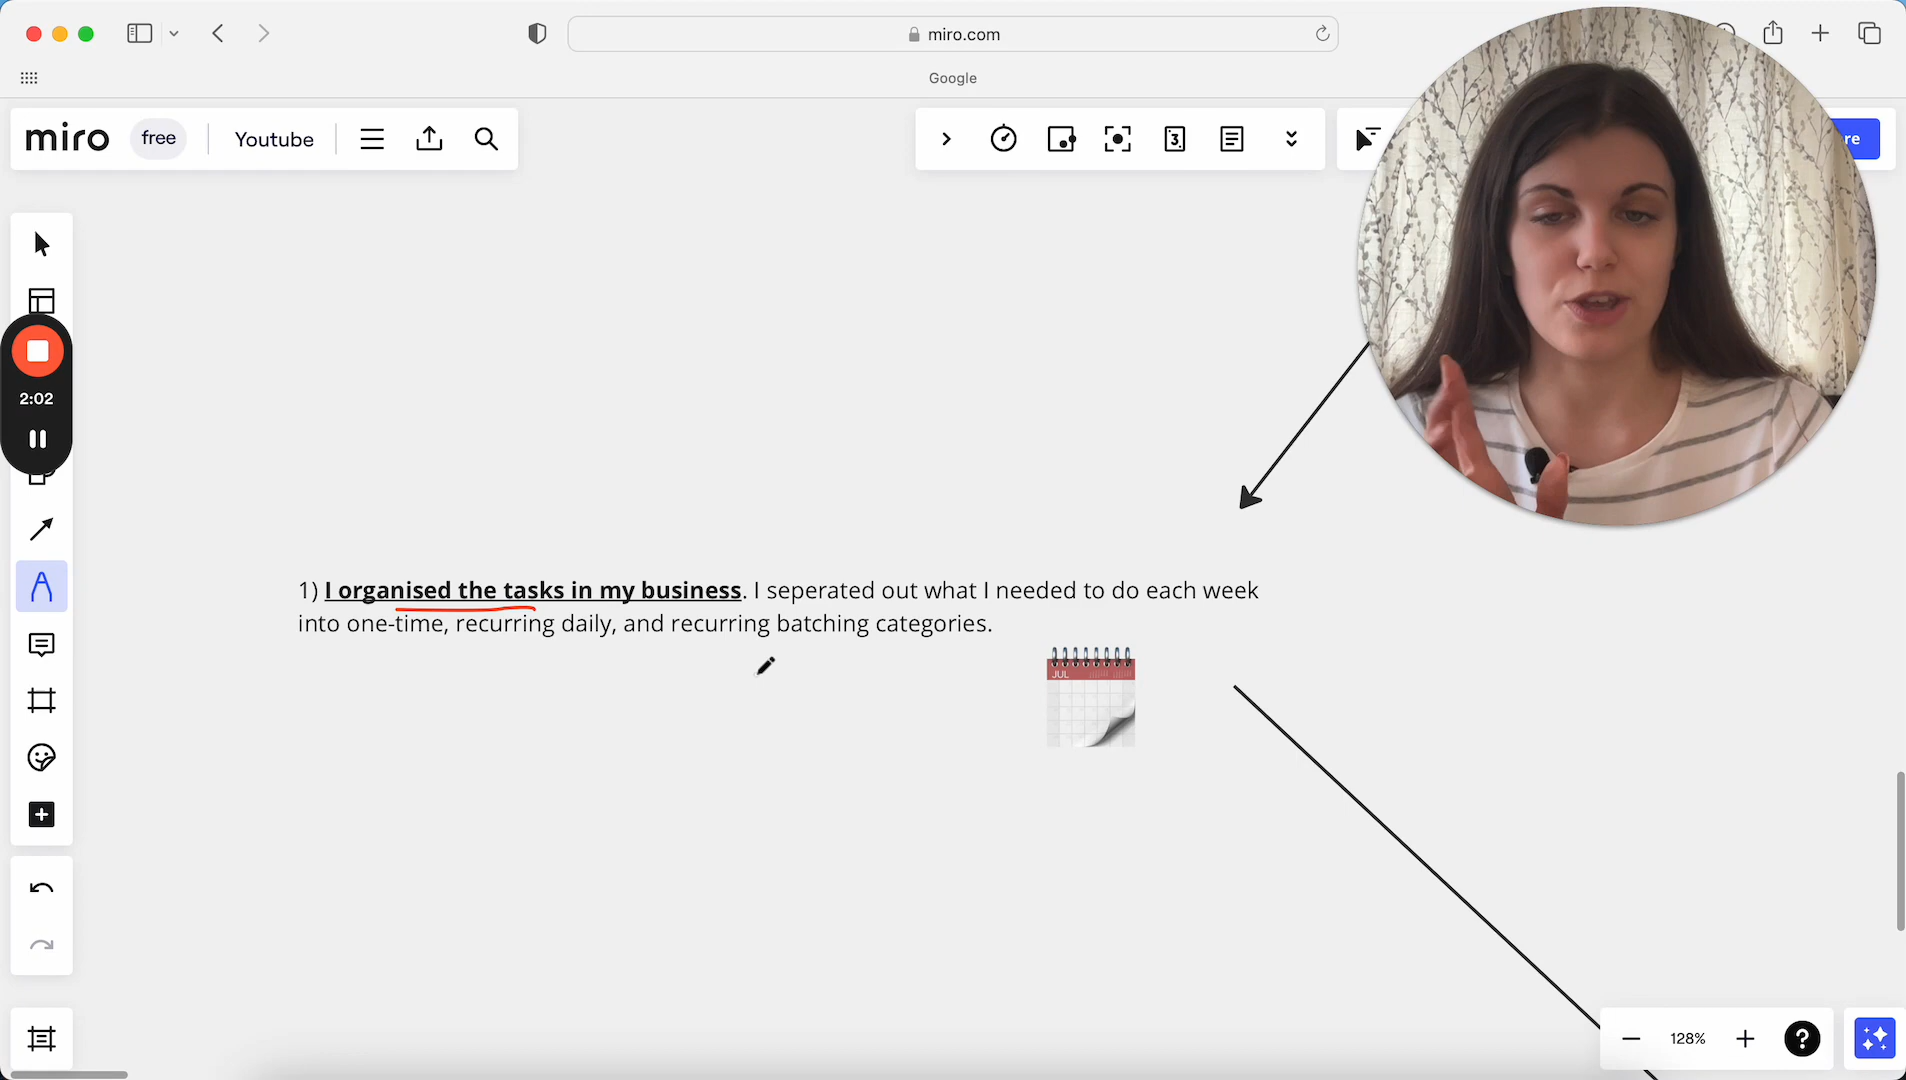 miro.com
Google
miro free Youtube
re
2:02
1) I organised the tasks in my business. I seperated out what I needed to do each week
into one-time, recurring daily, and recurring batching categories.
JUL
128%